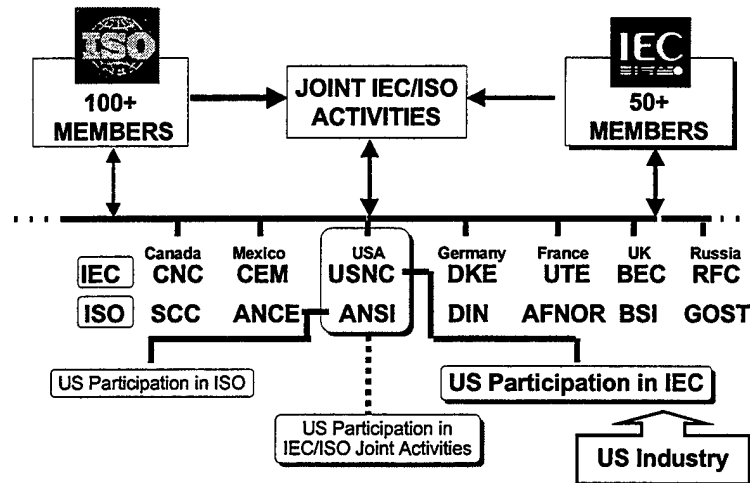 ISO
100+
MEMBERS
JOINT IEC/ISO
ACTIVITIES
IEC
50+
MEMBERS
Canada Mexico USA Germany France UK Russia
IEC CNC CEM USNC DKE UTE BEC RFC
ISO SCC ANCE ANSI DIN AFNOR BSI GOST
US Participation in ISO
US Participation in IEC
US Participation in
IEC/ISO Joint Activities
US Industry